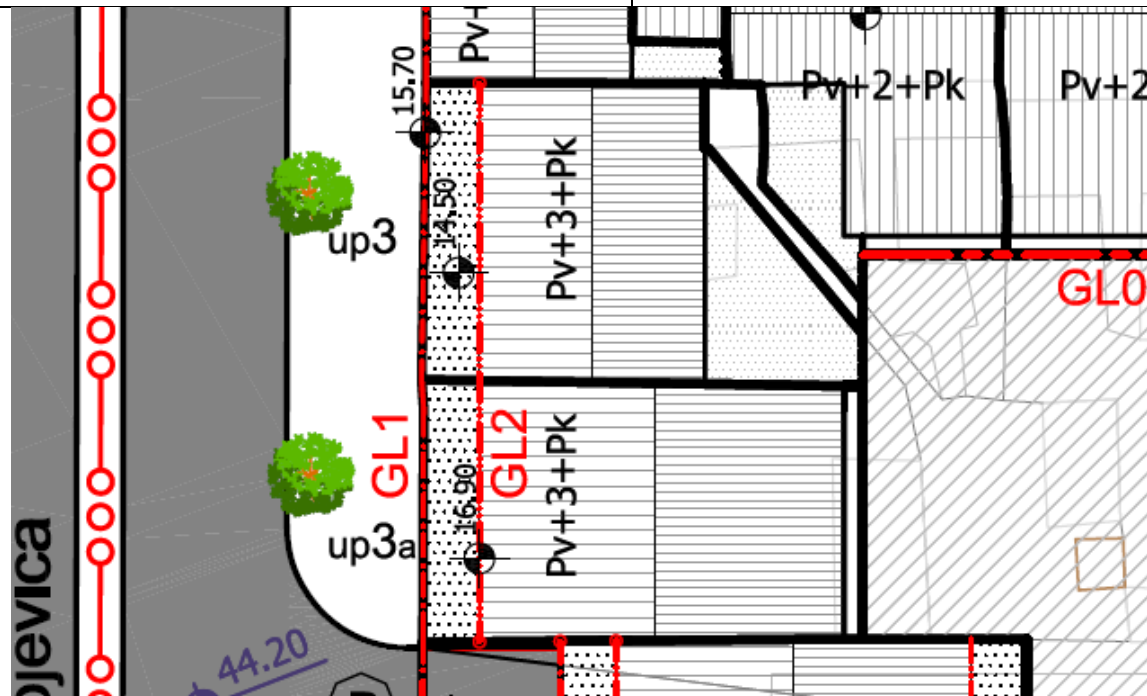 Pv+
15.70
Pv+2+Pk
Pv+2
14.50
Pv+3+Pk
up3
GL0
GL1
GL2
16.90
Pv+3+Pk
up3a
ojevica
44.20